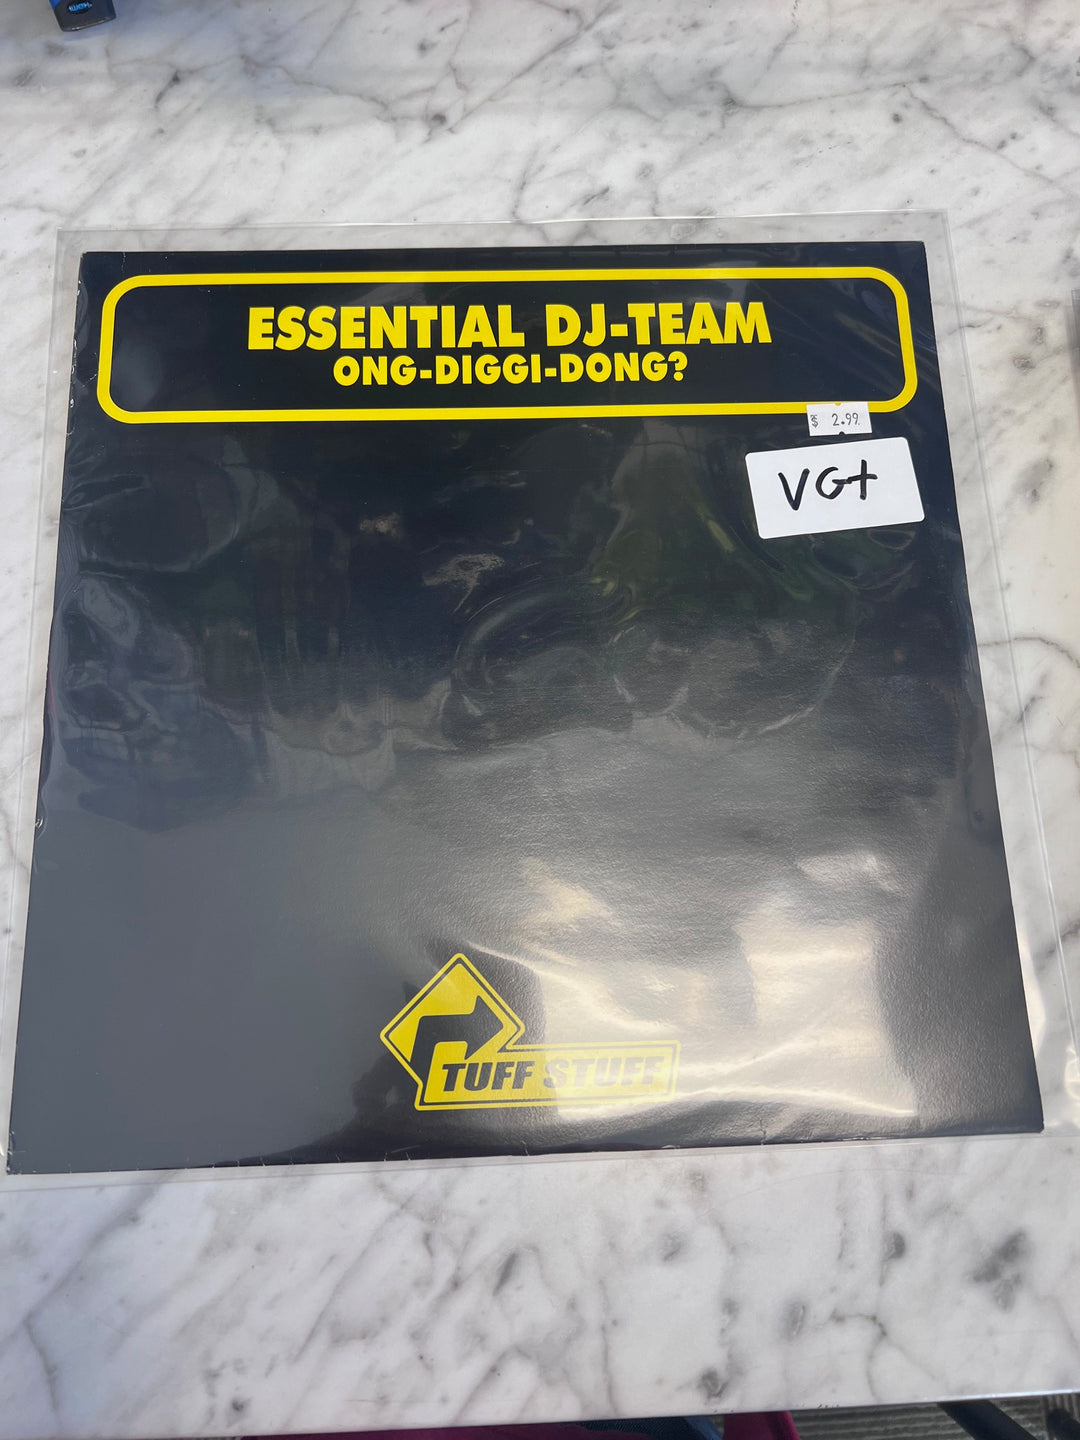 ESSENTIAL DJ-TEAM
ONG-DIGGI-DONG?
$ 2.99
VG+
TUFF STUFF